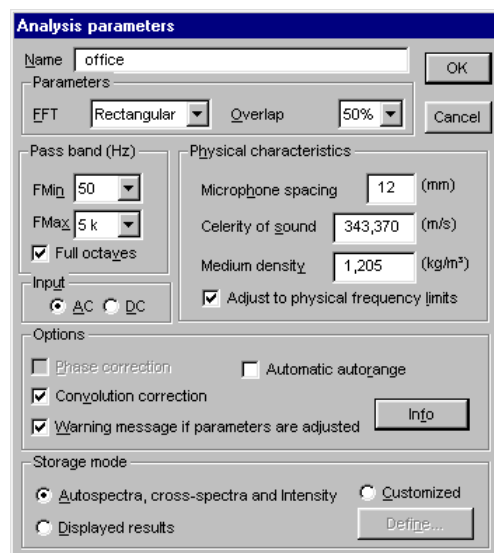 Analysis parameters
Name office
OK
Parameters
FFT Rectangular Overlap 50%
Cancel
Pass band (Hz)
FMin 50
FMax 5 k
Full octaves
Physical characteristics
Microphone spacing 12 (mm)
Celerity of sound 343,370 (m/s)
Medium density 1,205 (kg/m³)
Adjust to physical frequency limits
Input
AC DC
Options
Phase correction Automatic autorange
Convolution correction
Warning message if parameters are adjusted
Info
Storage mode
Autospectra, cross-spectra and Intensity Customized
Displayed results Define...